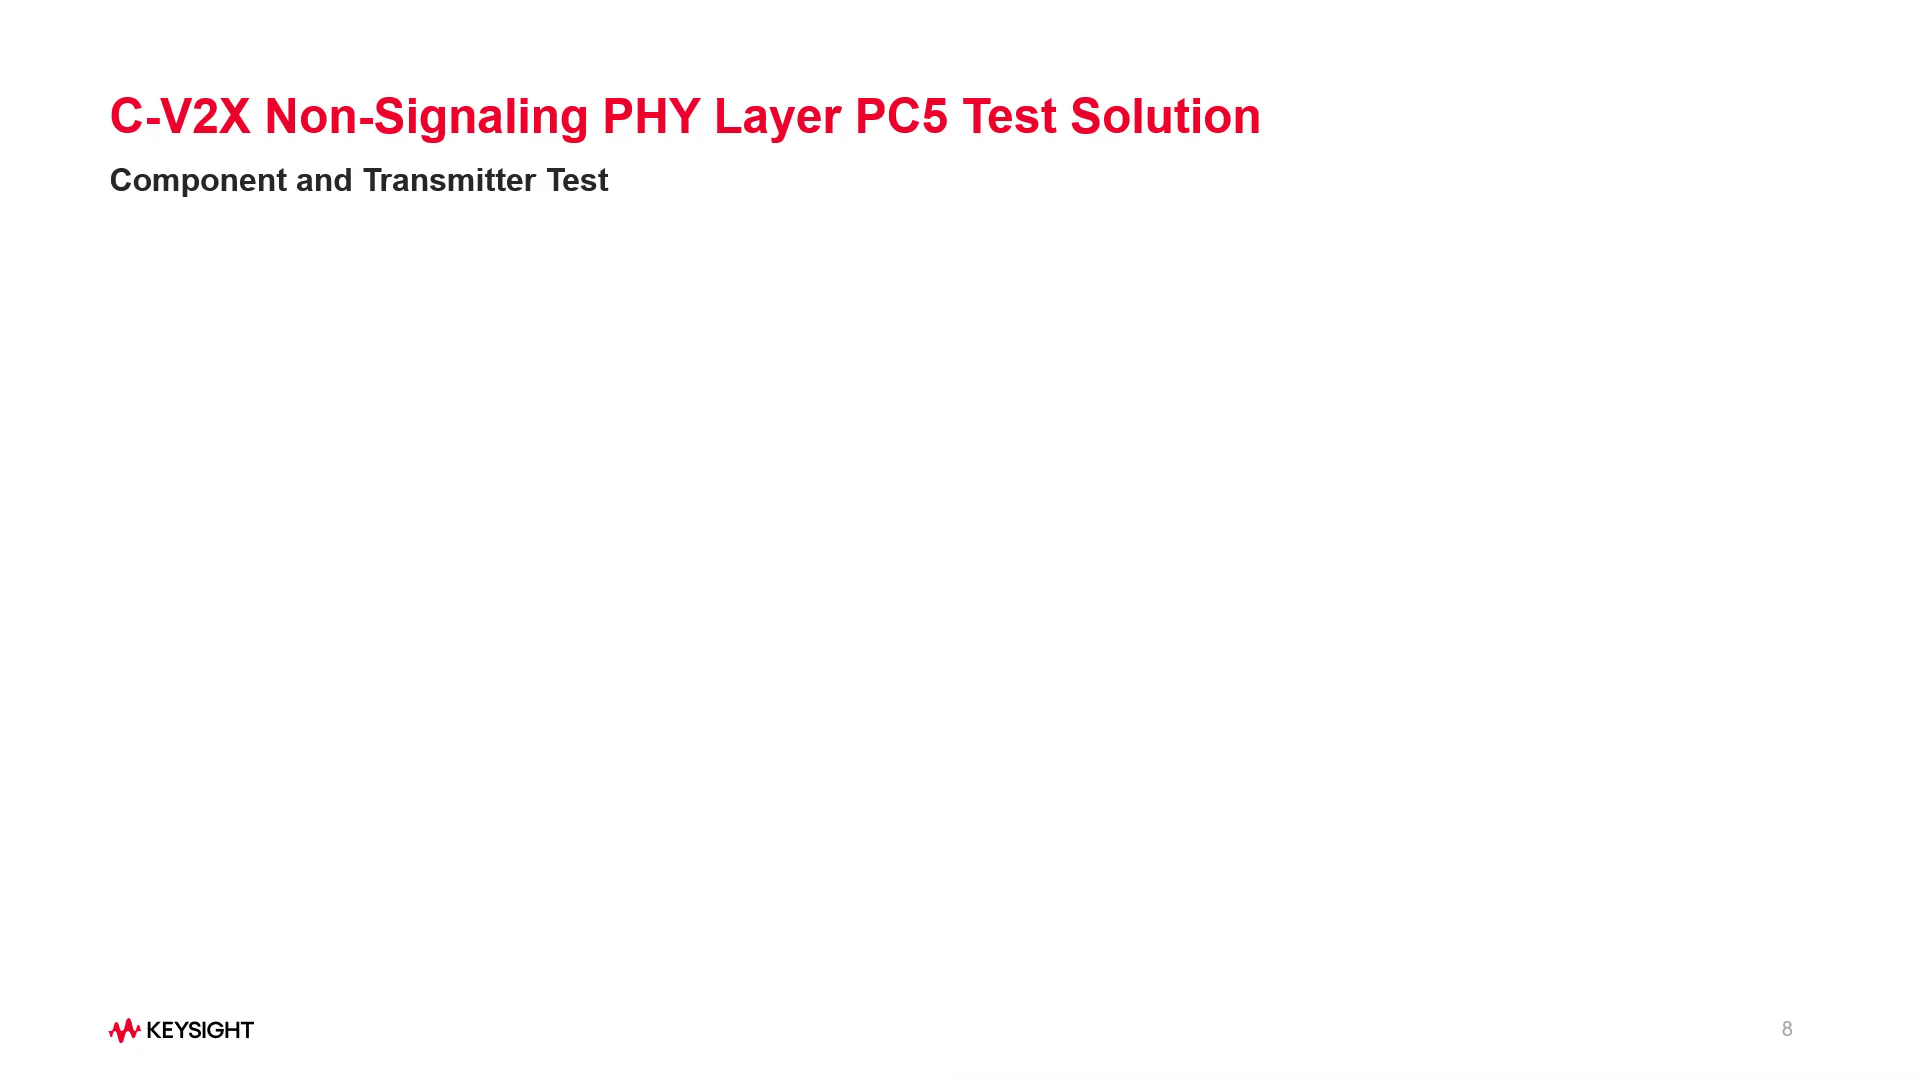 C-V2X Non-Signaling PHY Layer PC5 Test Solution
Component and Transmitter Test
KEYSIGHT
8